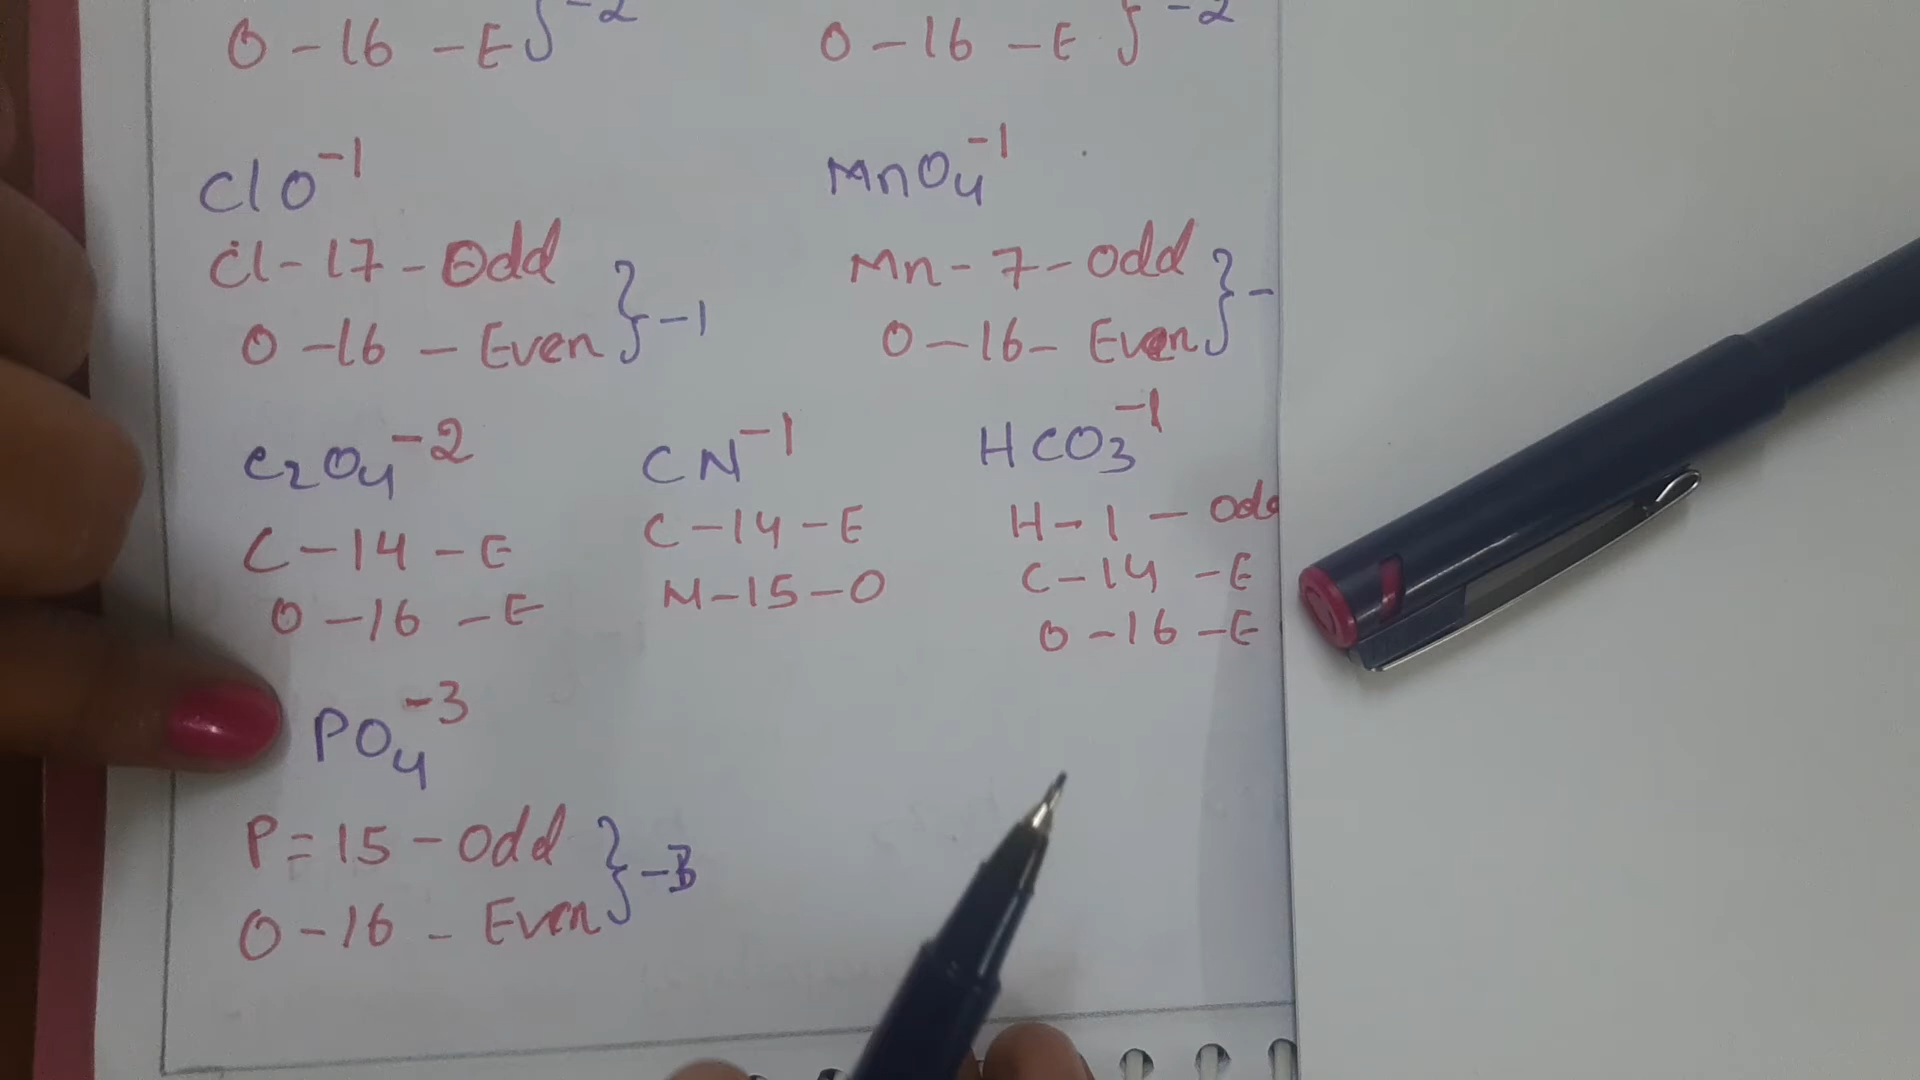 O - 16 - E } -2
O - 16 - E } -2
ClO⁻¹
Cl - 17 - Odd
O - 16 - Even } -1
MnO₄⁻¹
Mn - 7 - Odd
O - 16 - Even } -
C₂O₄⁻²
C - 14 - E
O - 16 - E
CN⁻¹
C - 14 - E
N - 15 - O
HCO₃⁻¹
H - 1 - Odd
C - 14 - E
O - 16 - E
PO₄⁻³
P = 15 - Odd
O - 16 - Even } -3